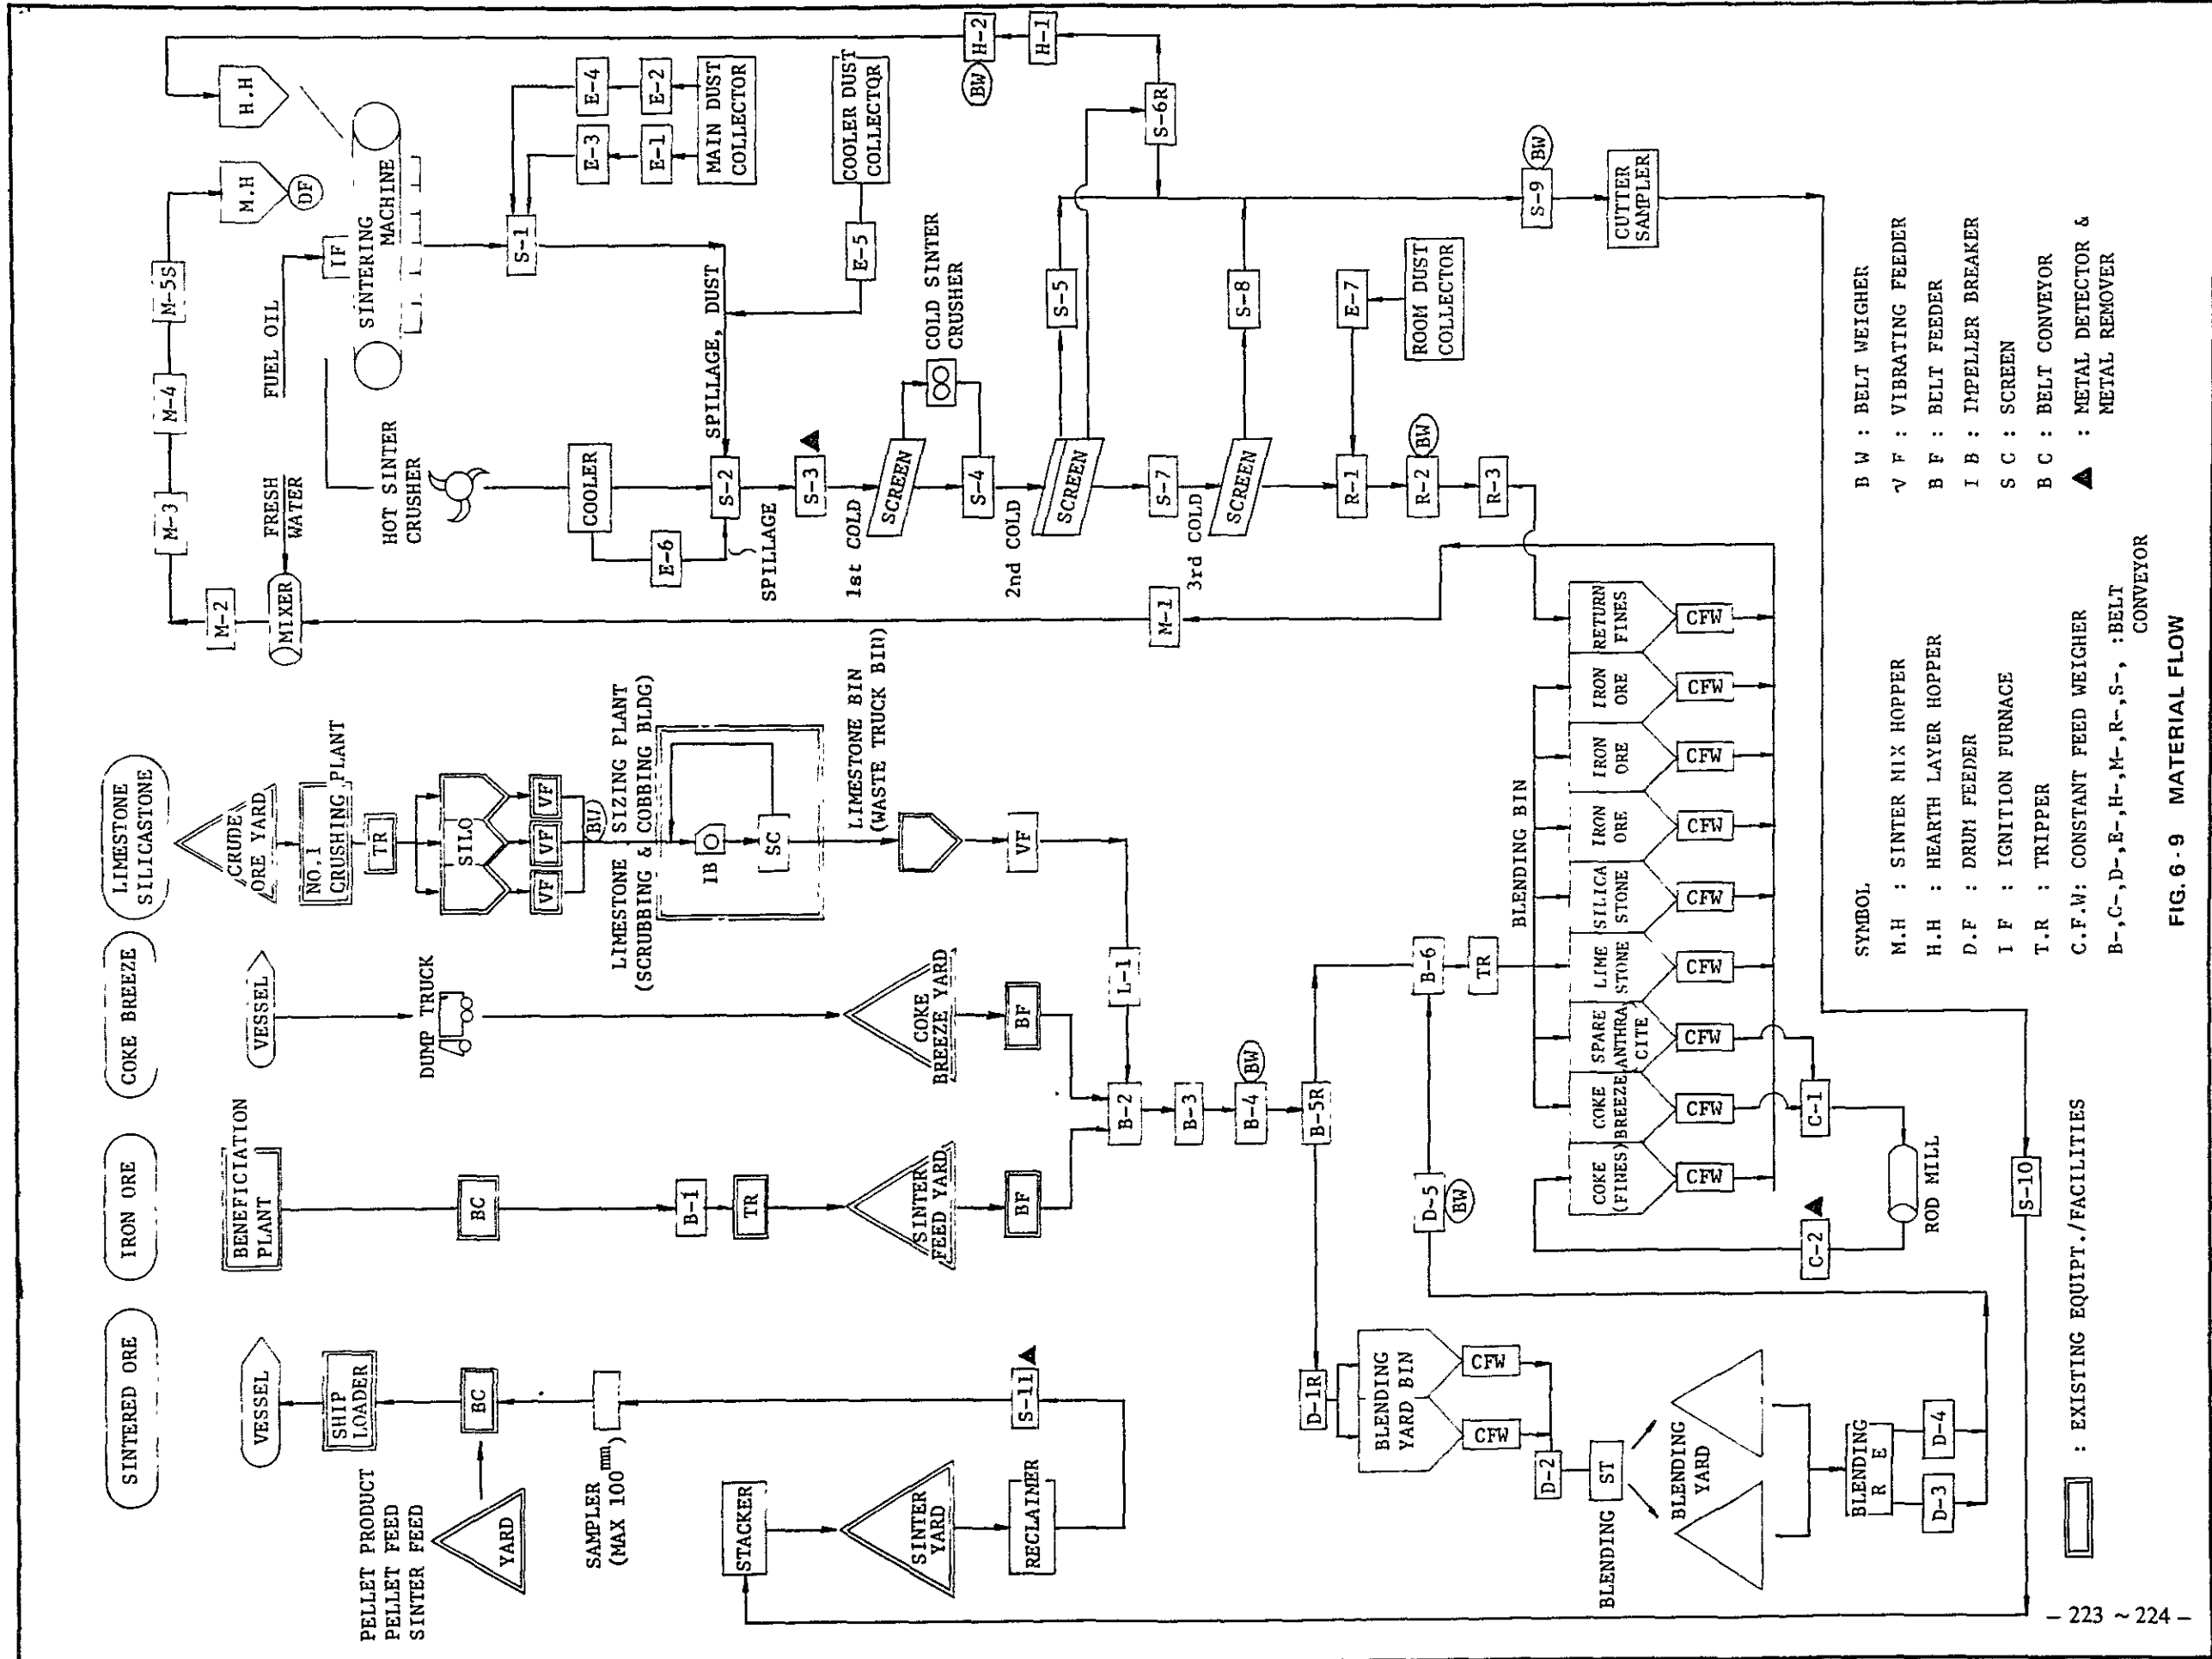 SINTERED ORE
IRON ORE
COKE BREEZE
LIMESTONE
SILICASTONE
VESSEL
SHIP
LOADER
BC
PELLET PRODUCT
PELLET FEED
SINTER FEED
YARD
SAMPLER
(MAX 100mm)
S-11
STACKER
SINTER
YARD
RECLAIMER
BENEFICIATION
PLANT
BC
B-1
TR
SINTER
FEED YARD
BF
VESSEL
DUMP TRUCK
COKE
BREEZE YARD
BF
CRUDE
ORE YARD
NO.1
CRUSHING PLANT
TR
SILO
VF
VF
VF
BW
LIMESTONE SIZING PLANT
(SCRUBBING & COBBING BLDG)
IB
SC
LIMESTONE BIN
(WASTE TRUCK BIN)
VF
L-1
B-2
B-3
B-4
BW
B-5R
D-1R
BLENDING
YARD BIN
CFW
CFW
D-2
BLENDING
ST
BLENDING
YARD
BLENDING
R E
D-3
D-4
D-5
BW
B-6
TR
BLENDING BIN
COKE
(FINES)
COKE
BREEZE
SPARE
ANTHRA
CITE
LIME
STONE
SILICA
STONE
IRON
ORE
IRON
ORE
IRON
ORE
RETURN
FINES
CFW
CFW
CFW
CFW
CFW
CFW
CFW
CFW
CFW
C-1
C-2
ROD MILL
S-10
M-1
MIXER
FRESH
WATER
M-2
M-3
M-4
M-5S
M.H
DF
H.H
FUEL OIL
IF
SINTERING
MACHINE
HOT SINTER
CRUSHER
COOLER
E-6
SPILLAGE
S-1
E-3
E-4
E-1
E-2
MAIN DUST
COLLECTOR
COOLER DUST
COLLECTOR
E-5
SPILLAGE, DUST
S-2
S-3
1st COLD
SCREEN
COLD SINTER
CRUSHER
S-4
2nd COLD
SCREEN
S-5
S-6R
H-1
H-2
BW
S-7
3rd COLD
SCREEN
S-8
R-1
E-7
ROOM DUST
COLLECTOR
R-2
BW
R-3
S-9
BW
CUTTER
SAMPLER
SYMBOL
M.H : SINTER MIX HOPPER
H.H : HEARTH LAYER HOPPER
D.F : DRUM FEEDER
I F : IGNITION FURNACE
T.R : TRIPPER
C.F.W: CONSTANT FEED WEIGHER
B-,C-,D-,E-,H-,M-,R-,S-, :BELT
CONVEYOR
B W : BELT WEIGHER
V F : VIBRATING FEEDER
B F : BELT FEEDER
I B : IMPELLER BREAKER
S C : SCREEN
B C : BELT CONVEYOR
▲ : METAL DETECTOR &
METAL REMOVER
: EXISTING EQUIPT./FACILITIES
FIG. 6-9 MATERIAL FLOW
– 223 ~ 224 –